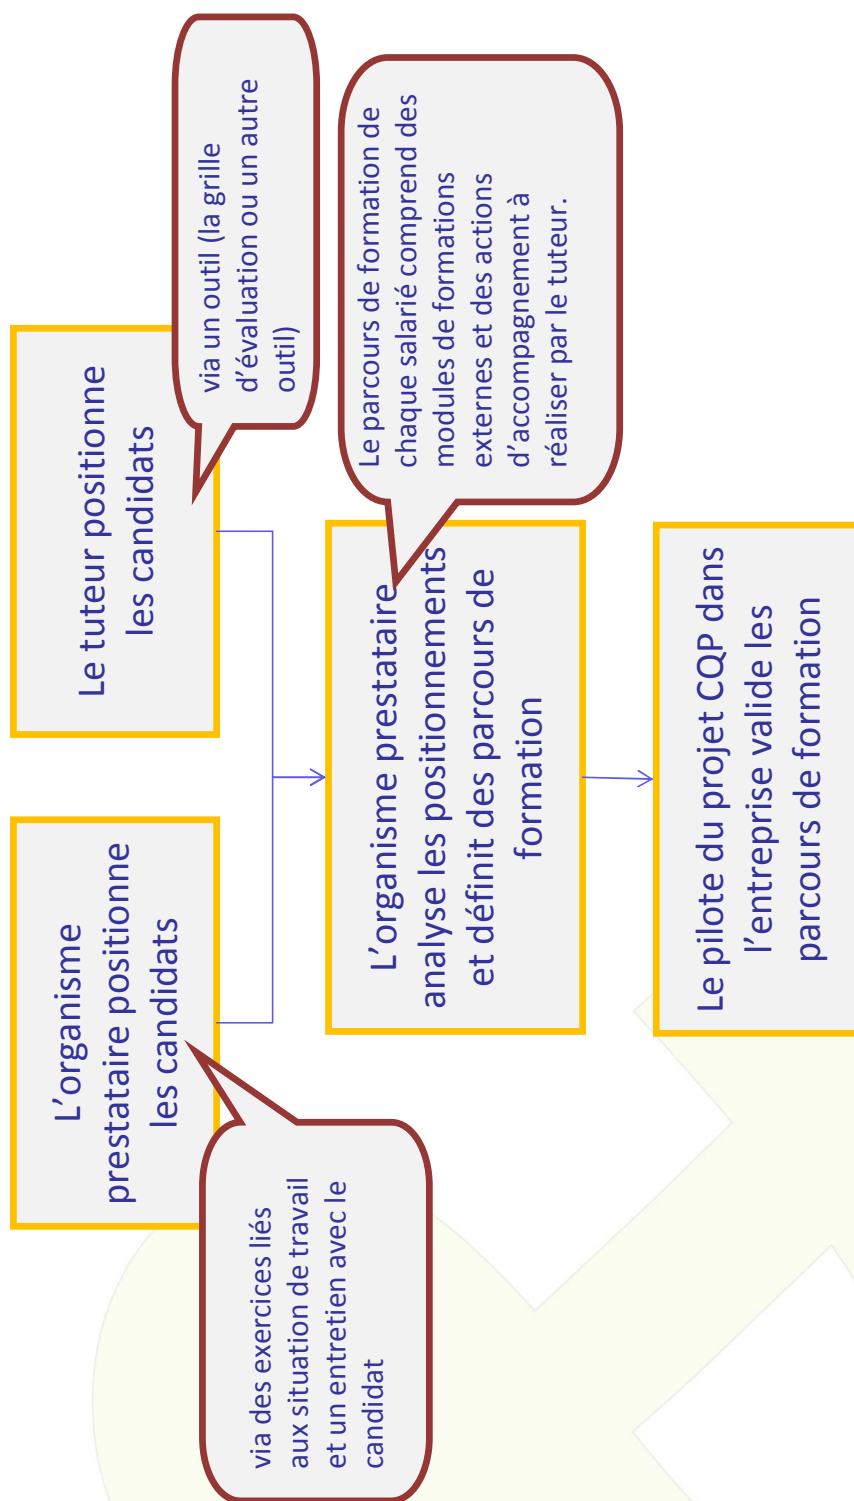 L'organisme
prestataire positionne
les candidats
via des exercices liés
aux situation de travail
et un entretien avec le
candidat
Le tuteur positionne
les candidats
via un outil (la grille
d'évaluation ou un autre
outil)
L'organisme prestataire
analyse les positionnements
et définit des parcours de
formation
Le parcours de formation de
chaque salarié comprend des
modules de formations
externes et des actions
d'accompagnement à
réaliser par le tuteur.
Le pilote du projet CQP dans
l'entreprise valide les
parcours de formation